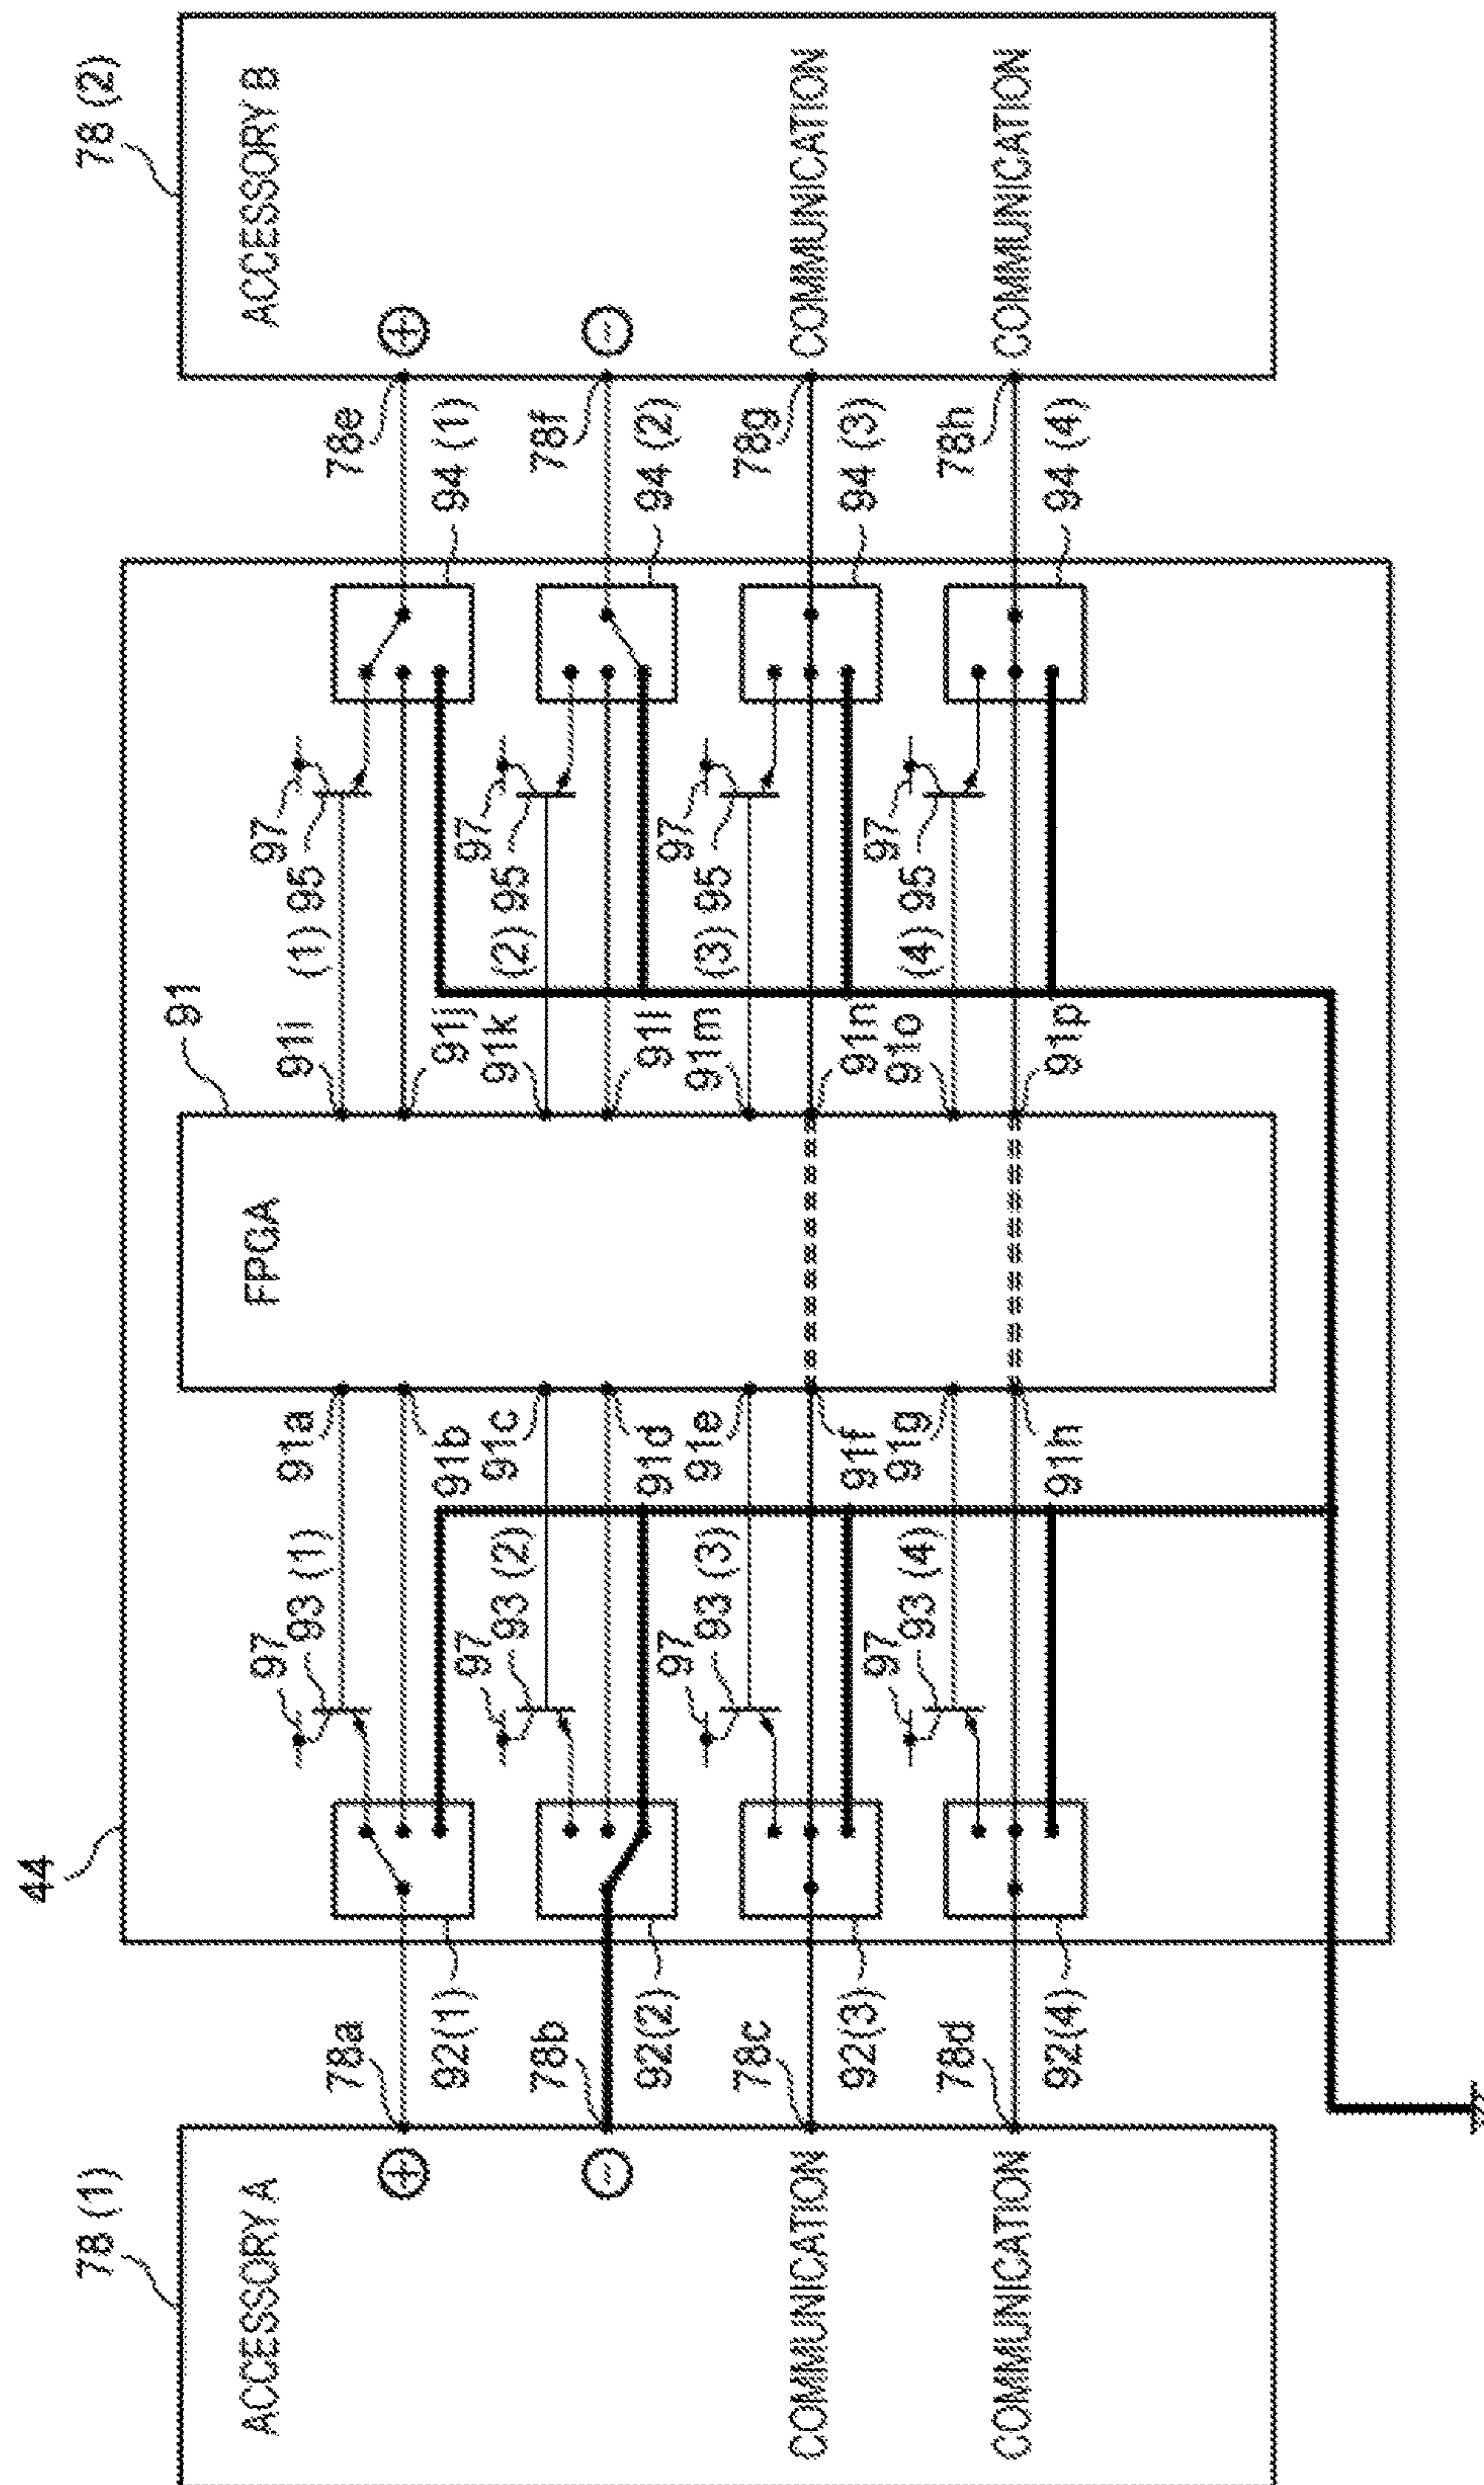 44
78 (1)
ACCESSORY A
⊕
⊖
COMMUNICATION
COMMUNICATION
78a
92(1)
78b
92(2)
78c
92(3)
78d
92(4)
97
93 (1)
97
93 (2)
97
93 (3)
97
93 (4)
91a
91b
91c
91d
91e
91f
91g
91h
91
FPGA
91i
91j
91k
91l
91m
91n
91o
91p
97
(1) 95
97
(2) 95
97
(3) 95
97
(4) 95
78e
94 (1)
78f
94 (2)
78g
94 (3)
78h
94 (4)
78 (2)
ACCESSORY B
⊕
⊖
COMMUNICATION
COMMUNICATION